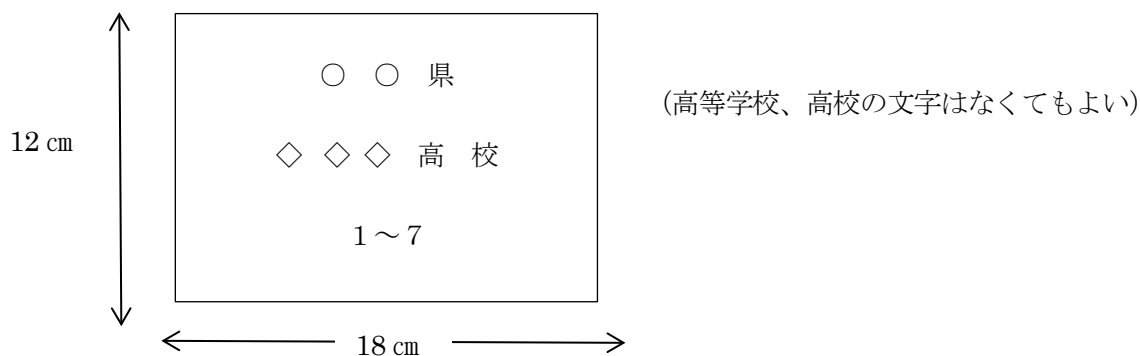 ○ ○ 県
(高等学校、高校の文字はなくてもよい)
12 ㎝
◇ ◇ ◇ 高 校
1～7
18 ㎝